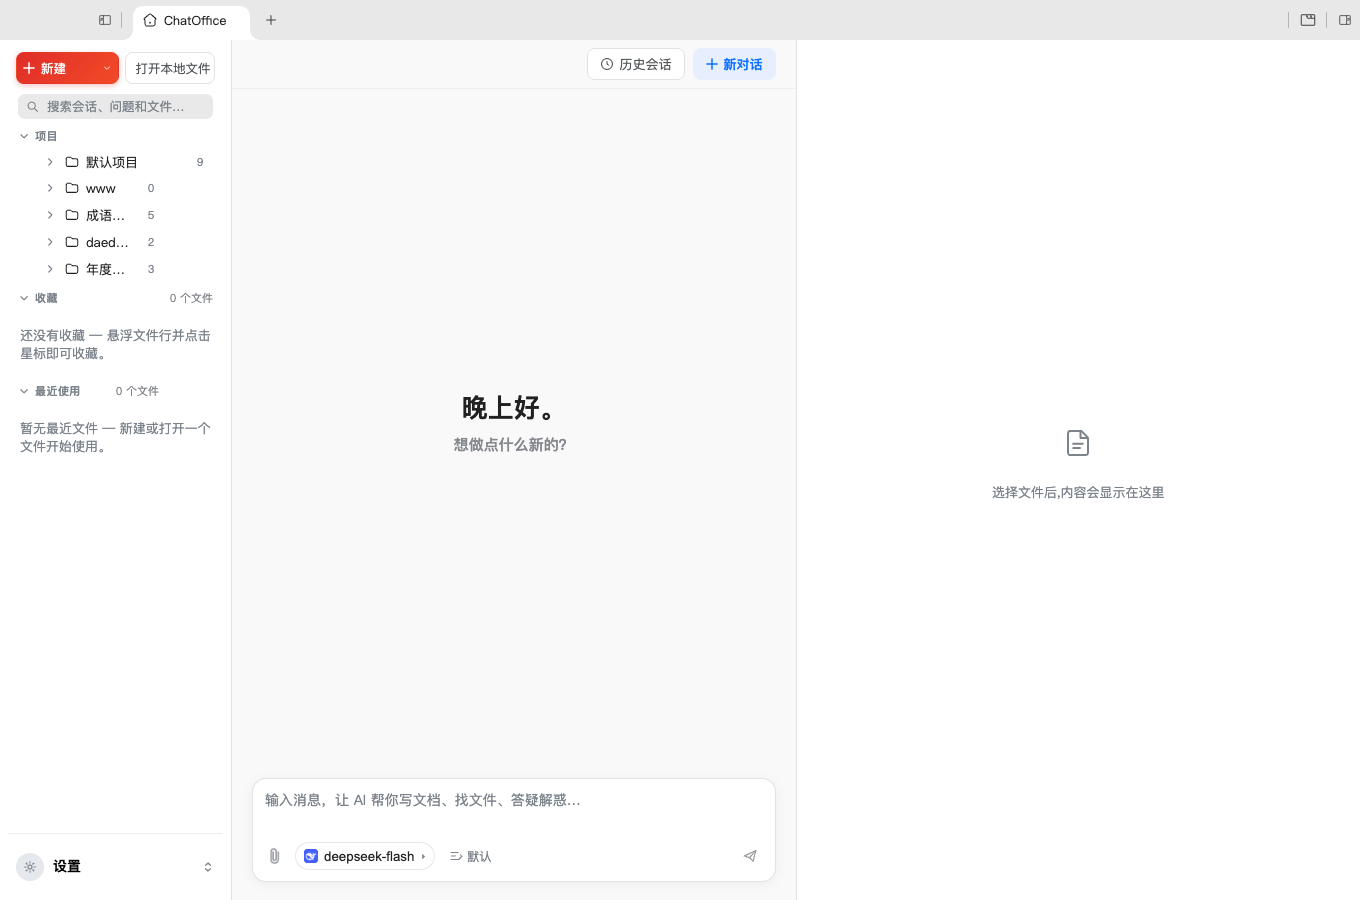 ChatOffice
新建
打开本地文件
搜索会话、问题和文件...
项目
默认项目 9
www 0
成语... 5
daed... 2
年度... 3
收藏 0 个文件
还没有收藏 — 悬浮文件行并点击
星标即可收藏。
最近使用 0 个文件
暂无最近文件 — 新建或打开一个
文件开始使用。
设置
历史会话
新对话
晚上好。
想做点什么新的?
输入消息，让 AI 帮你写文档、找文件、答疑解惑...
deepseek-flash
默认
选择文件后,内容会显示在这里